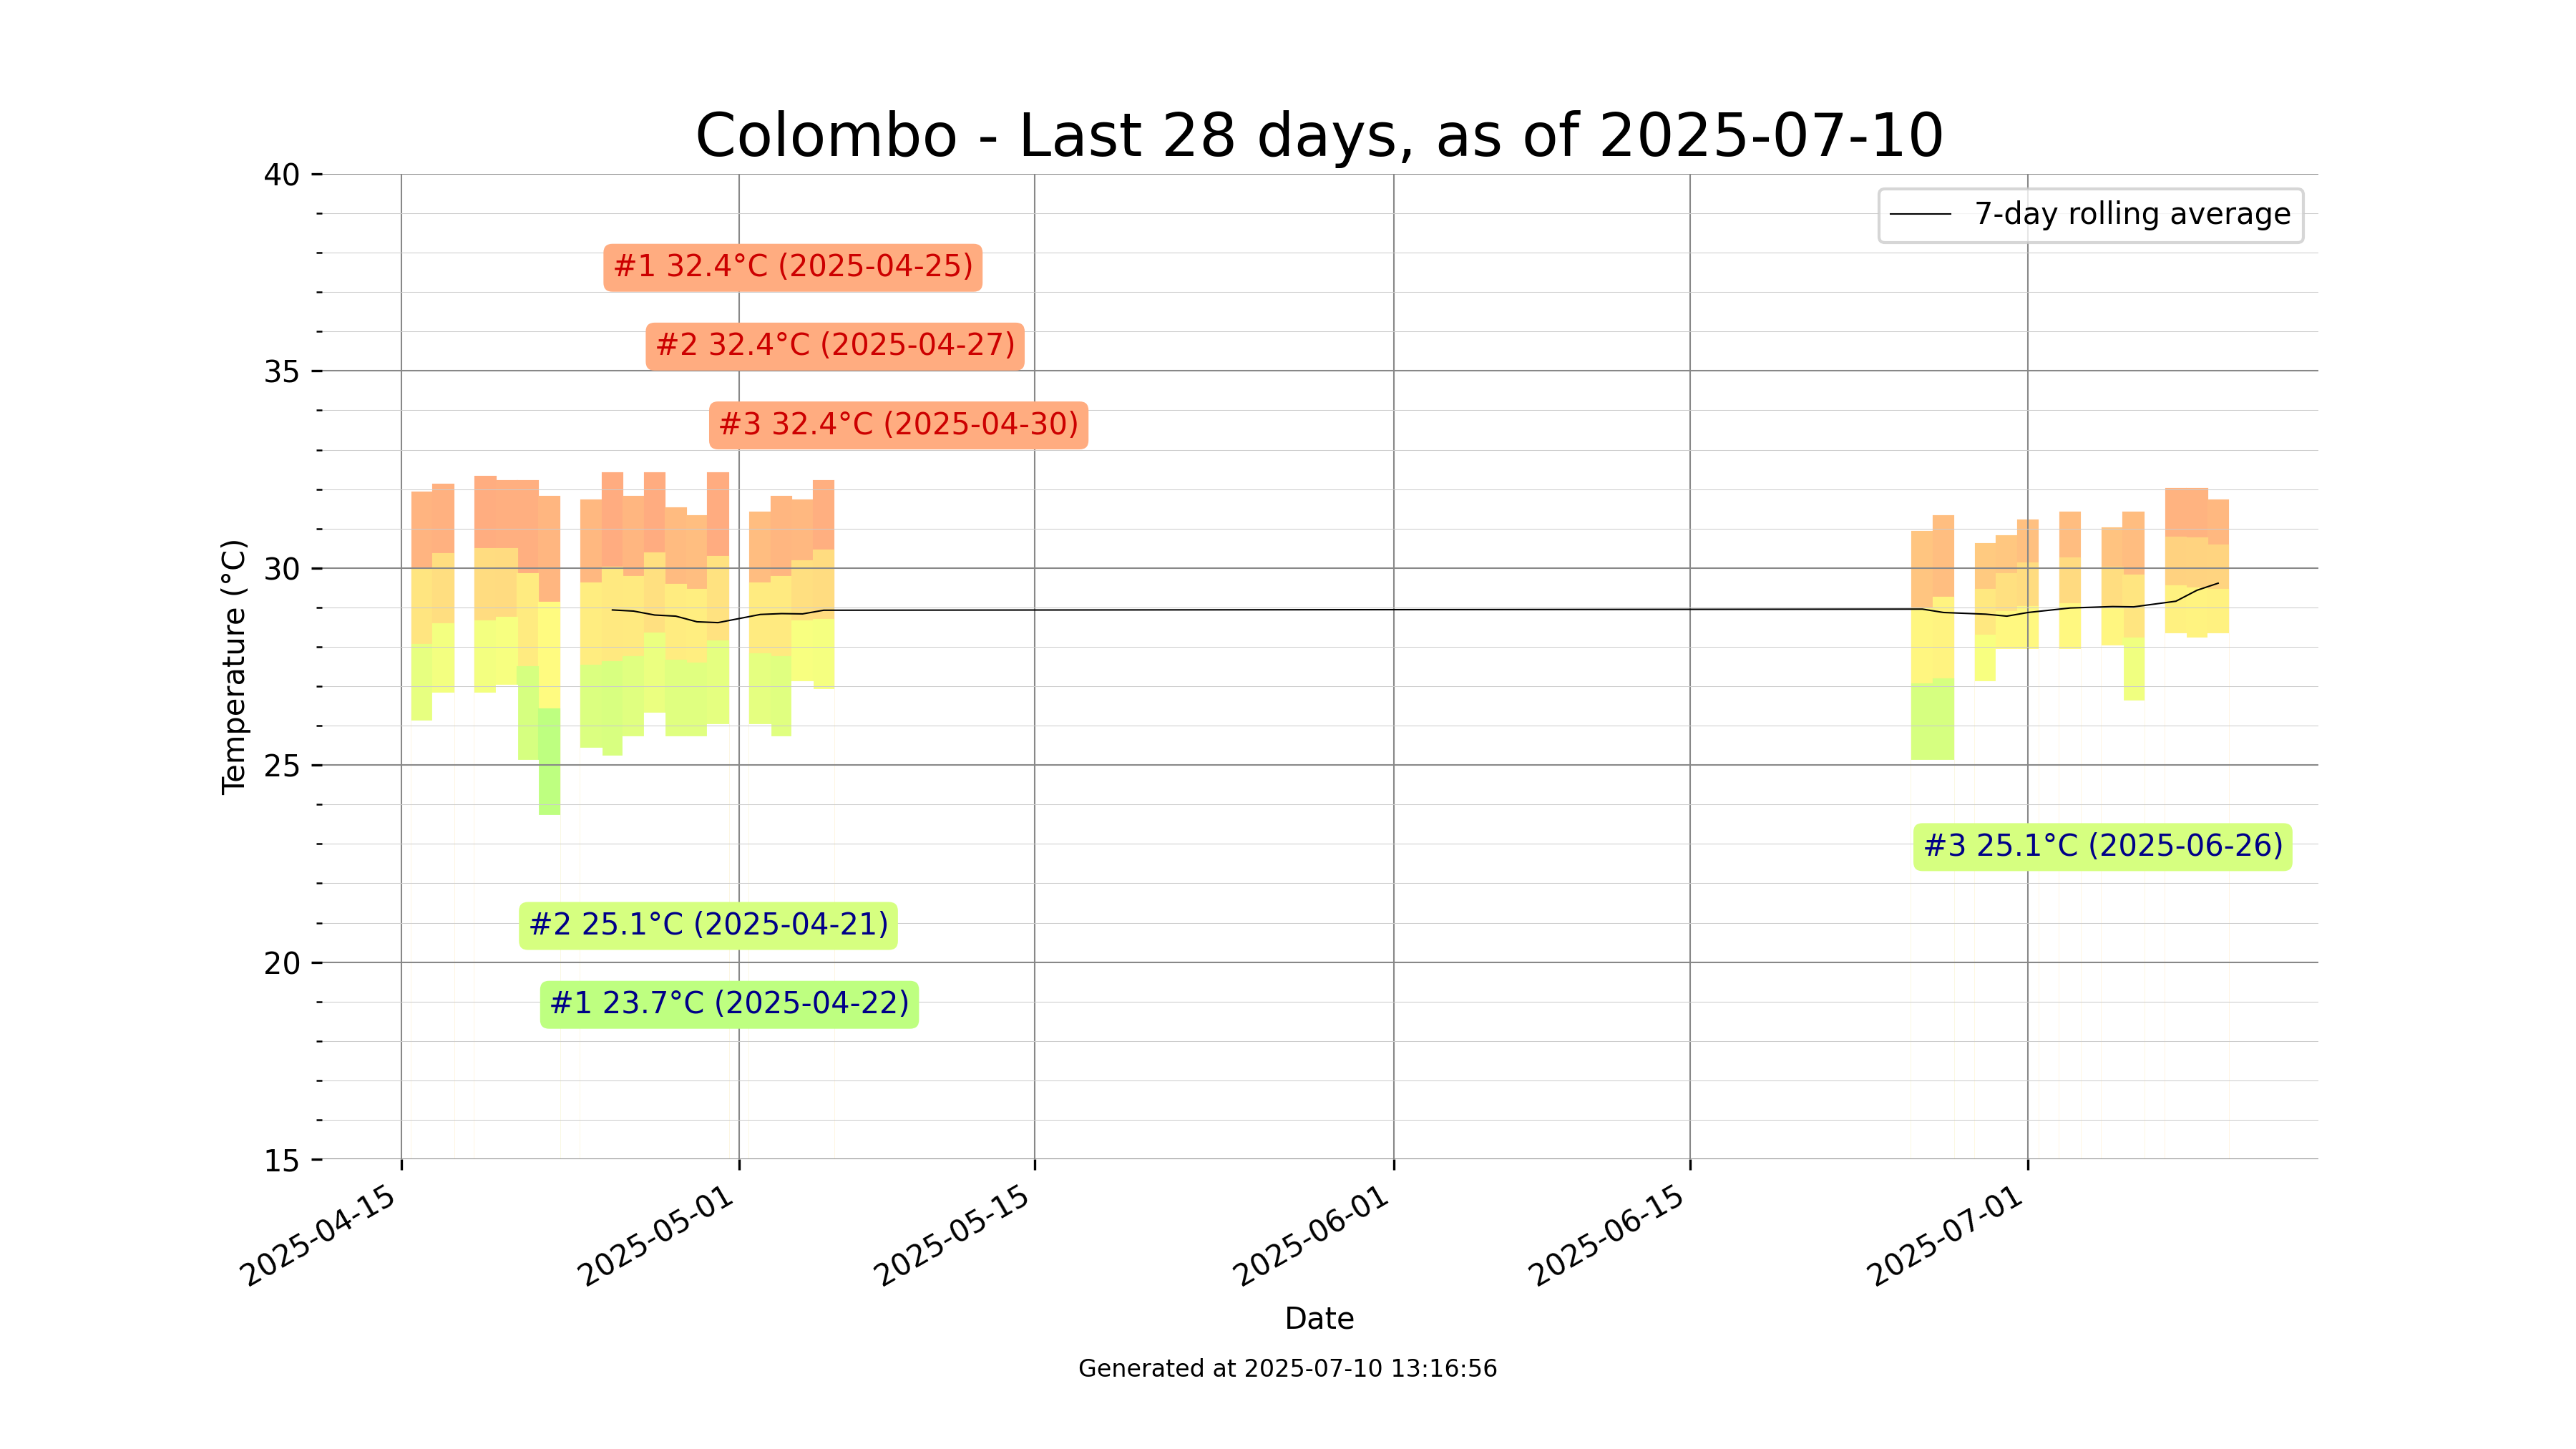 Colombo - Last 28 days, as of 2025-07-10
7-day rolling average
40
35
30
25
20
15
Temperature (°C)
#1 32.4°C (2025-04-25)
#2 32.4°C (2025-04-27)
#3 32.4°C (2025-04-30)
#3 25.1°C (2025-06-26)
#2 25.1°C (2025-04-21)
#1 23.7°C (2025-04-22)
2025-04-15
2025-05-01
2025-05-15
2025-06-01
2025-06-15
2025-07-01
Date
Generated at 2025-07-10 13:16:56